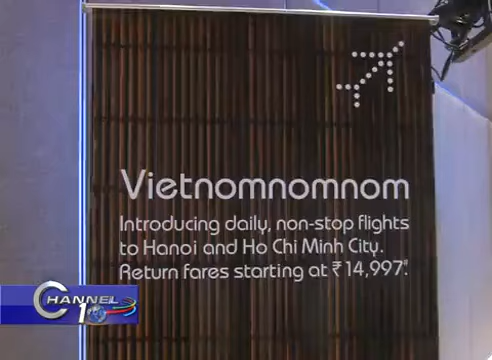 Vietnomnomnom
Introducing daily, non-stop flights
to Hanoi and Ho Chi Minh City.
Return fares starting at ₹ 14,997*.
CHANNEL
10